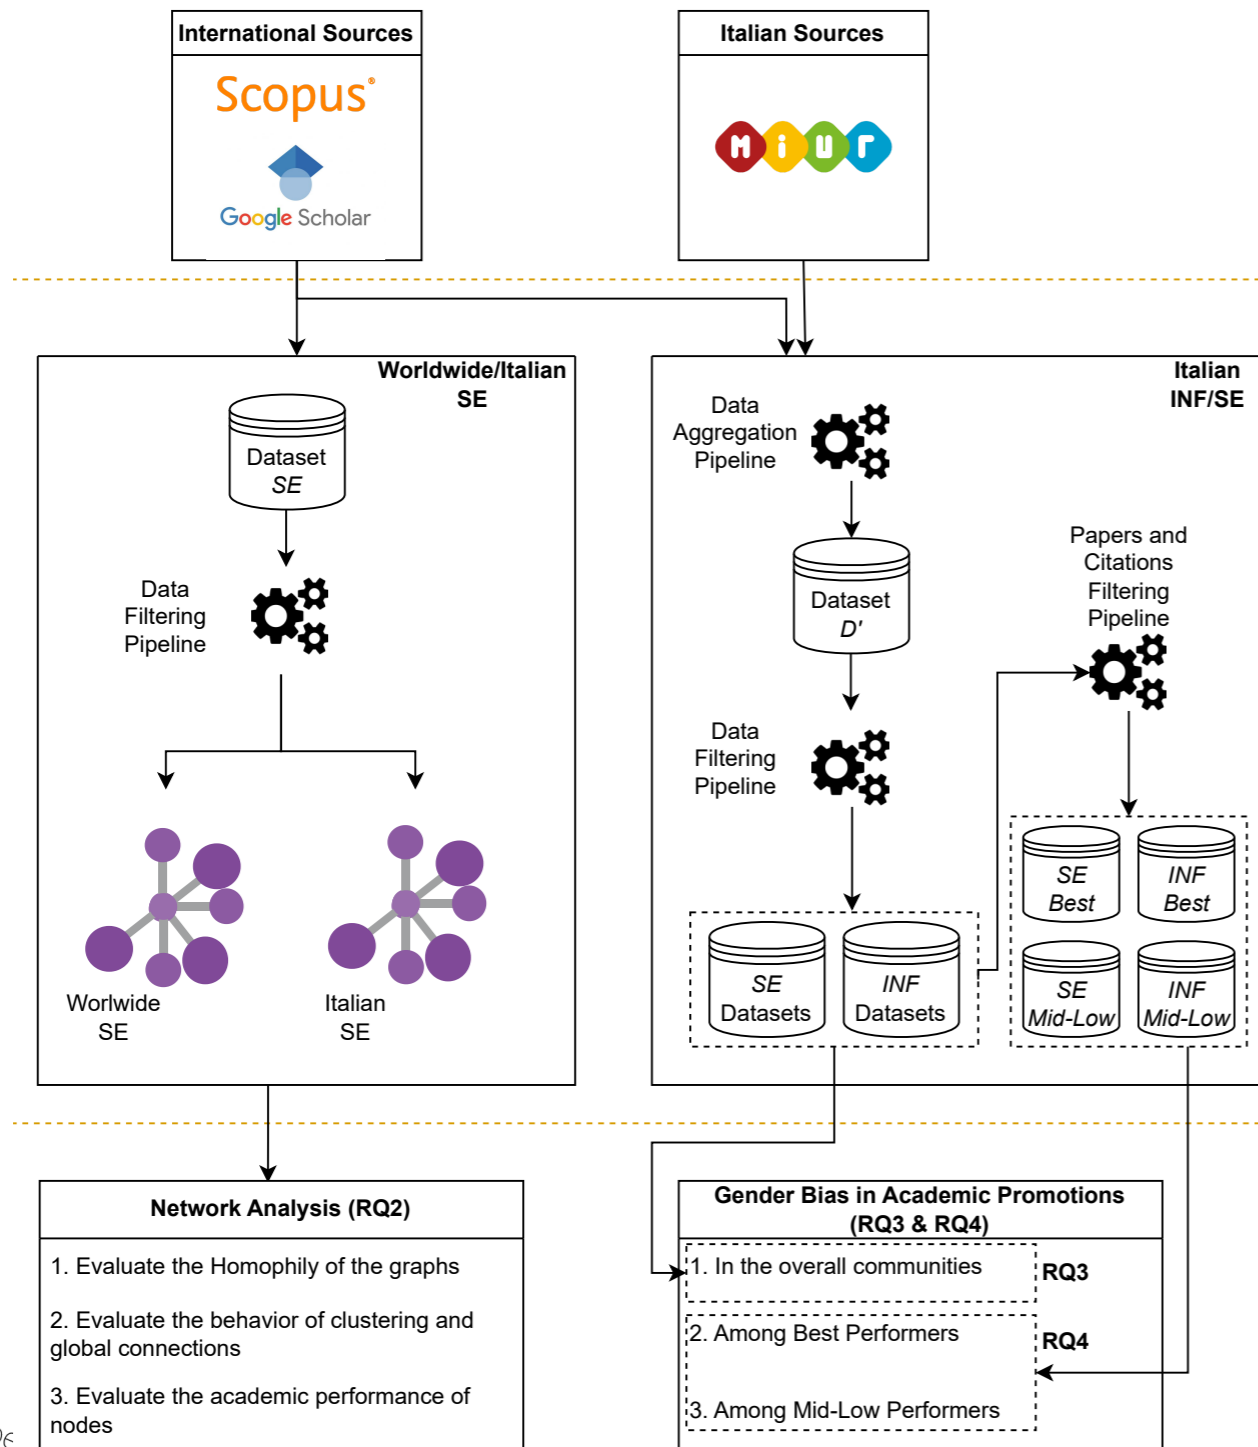 International Sources
Scopus®
Google Scholar
Italian Sources
MiUr
Worldwide/Italian
SE
Dataset
SE
Data
Filtering
Pipeline
Worlwide
SE
Italian
SE
Italian
INF/SE
Data
Aggregation
Pipeline
Dataset
D'
Data
Filtering
Pipeline
SE
Datasets
INF
Datasets
Papers and
Citations
Filtering
Pipeline
SE
Best
INF
Best
SE
Mid-Low
INF
Mid-Low
Network Analysis (RQ2)
1. Evaluate the Homophily of the graphs
2. Evaluate the behavior of clustering and
global connections
3. Evaluate the academic performance of
nodes
Gender Bias in Academic Promotions
(RQ3 & RQ4)
1. In the overall communities
RQ3
2. Among Best Performers
RQ4
3. Among Mid-Low Performers